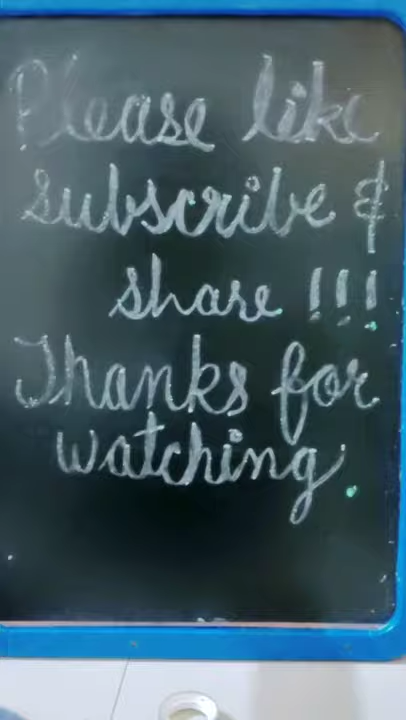 Please like
subscribe &
share !!!
Thanks for
watching.